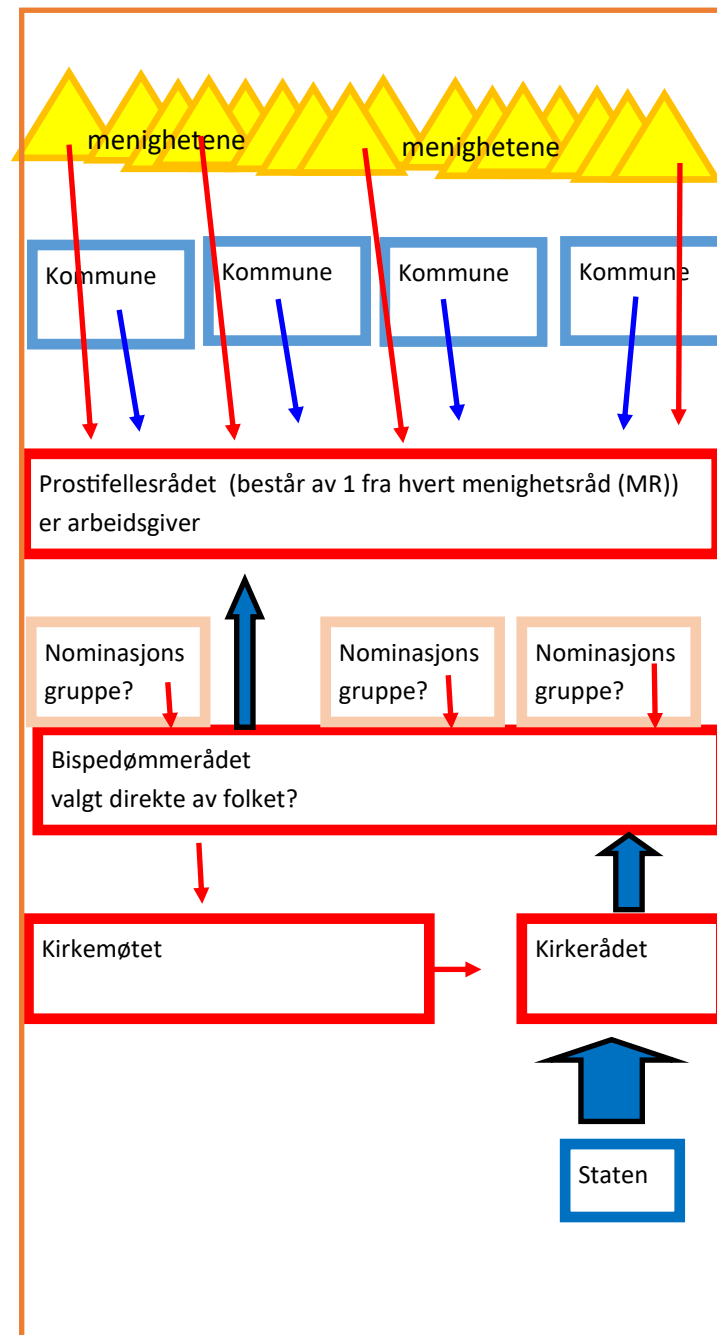 menighetene
menighetene
Kommune
Kommune
Kommune
Kommune
Prostifellesrådet  (består av 1 fra hvert menighetsråd (MR))
er arbeidsgiver
Nominasjons
gruppe?
Nominasjons
gruppe?
Nominasjons
gruppe?
Bispedømmerådet
valgt direkte av folket?
Kirkemøtet
Kirkerådet
Staten